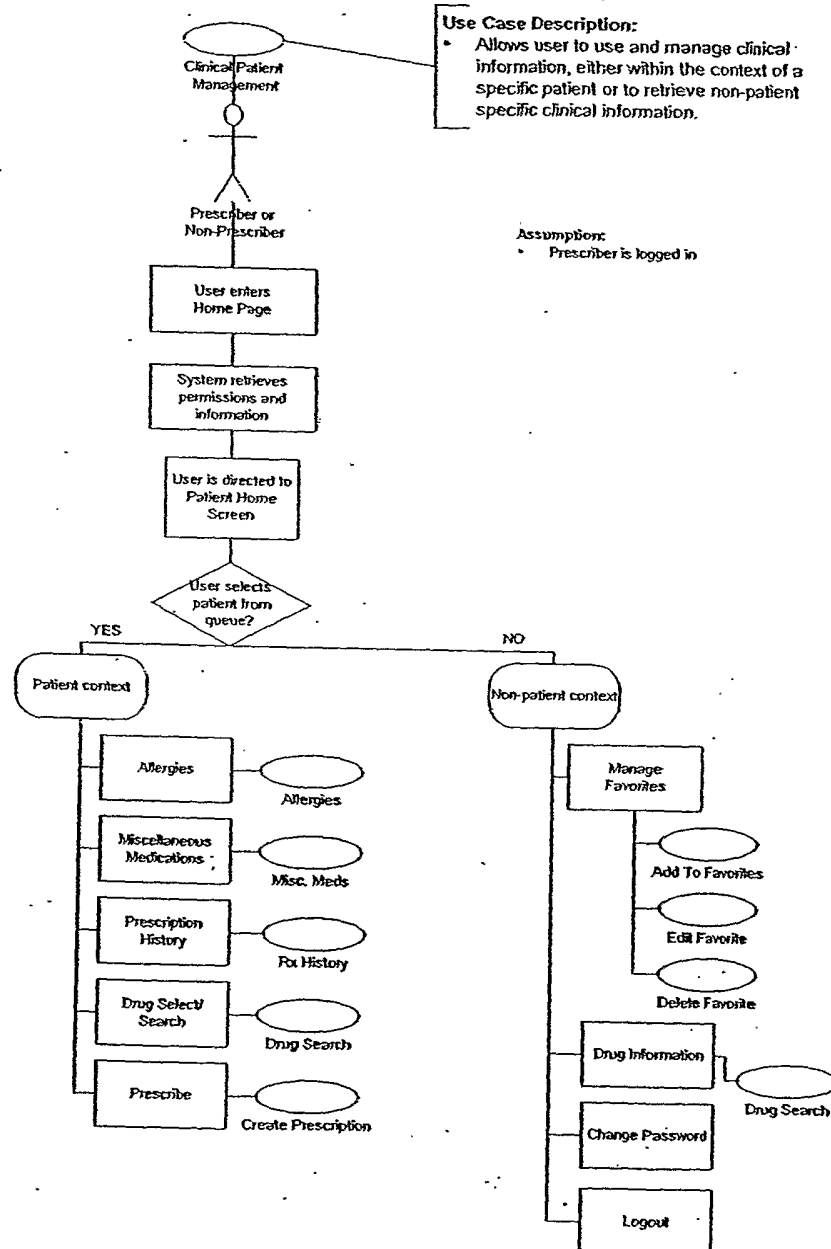 Use Case Description:
• Allows user to use and manage clinical
information, either within the context of a
specific patient or to retrieve non-patient
specific clinical information.
Clinical Patient
Management
Prescriber or
Non-Prescriber
Assumption:
• Prescriber is logged in
User enters
Home Page
System retrieves
permissions and
information
User is directed to
Patient Home
Screen
User selects
patient from
queue?
YES
NO
Patient context
Non-patient context
Allergies
Allergies
Miscellaneous
Medications
Misc. Meds
Prescription
History
Rx History
Drug Select/
Search
Drug Search
Prescribe
Create Prescription
Manage
Favorites
Add To Favorites
Edit Favorite
Delete Favorite
Drug Information
Drug Search
Change Password
Logout